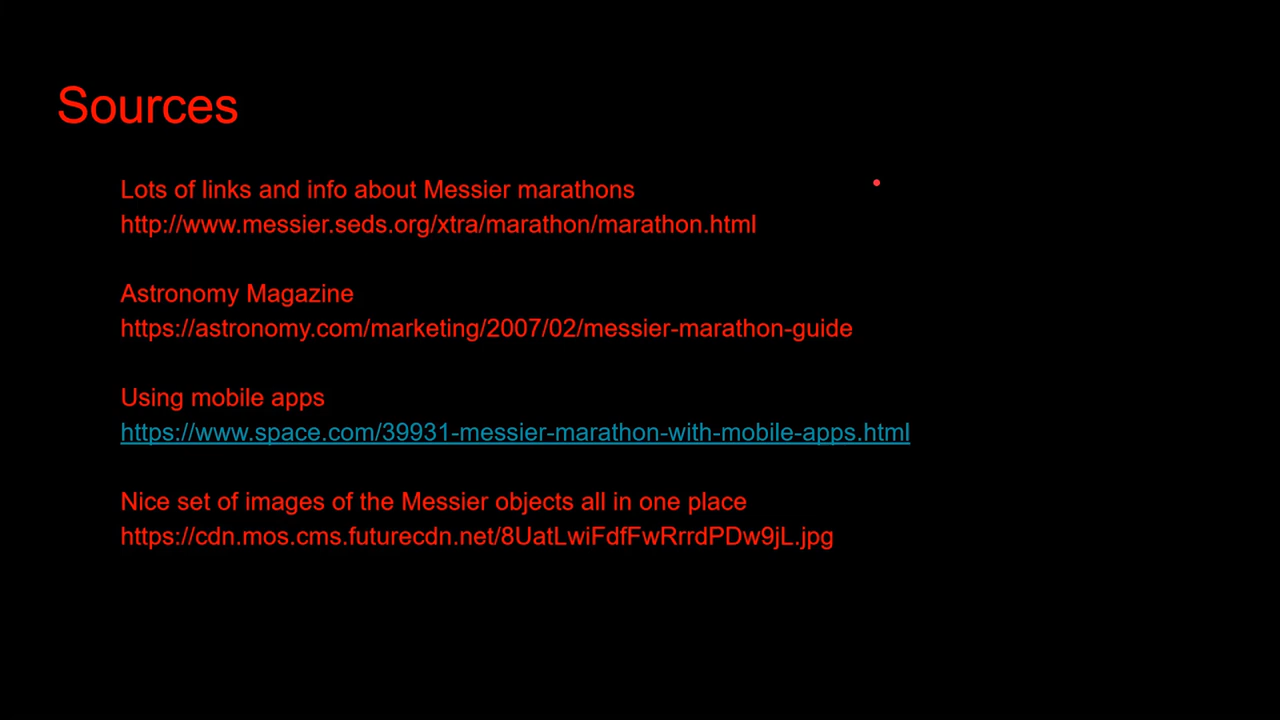 Sources
Lots of links and info about Messier marathons
http://www.messier.seds.org/xtra/marathon/marathon.html
Astronomy Magazine
https://astronomy.com/marketing/2007/02/messier-marathon-guide
Using mobile apps
https://www.space.com/39931-messier-marathon-with-mobile-apps.html
Nice set of images of the Messier objects all in one place
https://cdn.mos.cms.futurecdn.net/8UatLwiFdfFwRrrdPDw9jL.jpg